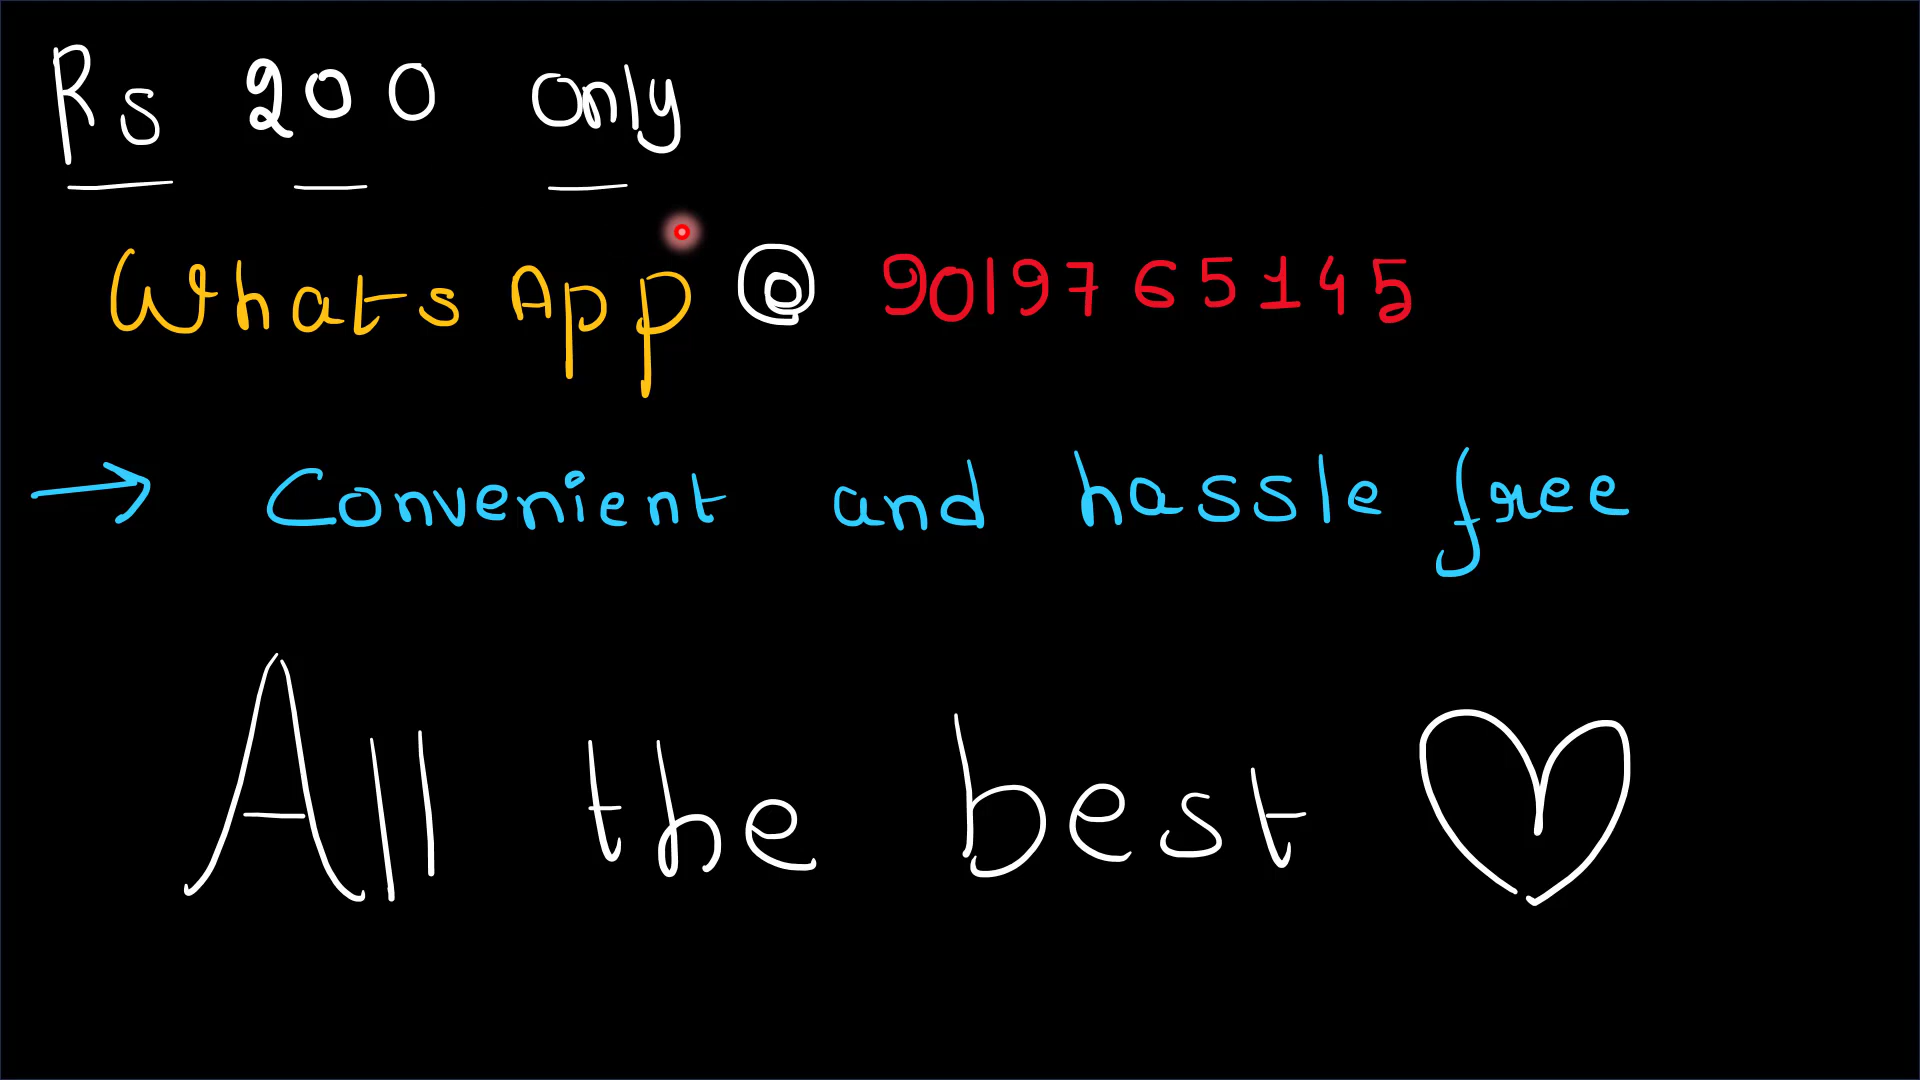 Rs 200 only
WhatsApp @ 9019765145
→ Convenient and hassle free
All the best ♡